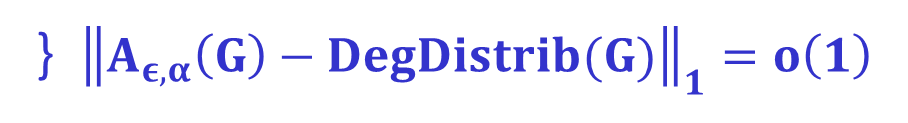 } ‖A_{ϵ,α}(G) − DegDistrib(G)‖₁ = o(1)